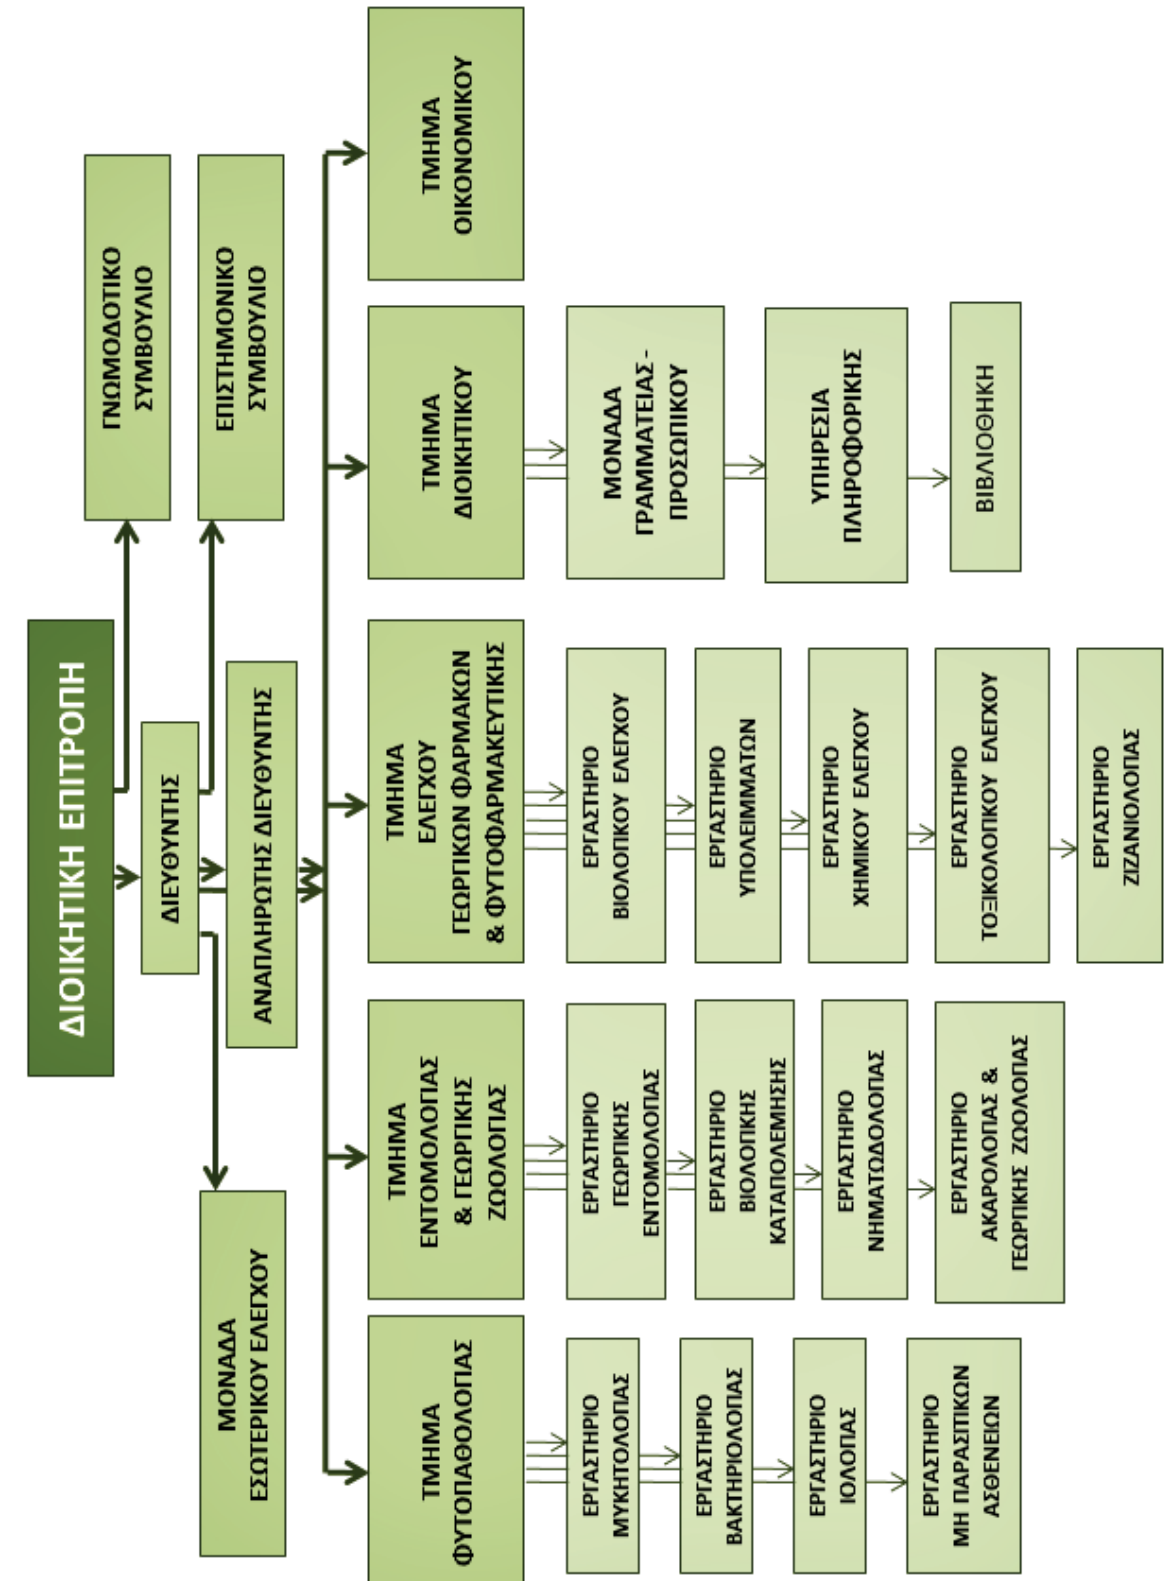 ΔΙΟΙΚΗΤΙΚΗ ΕΠΙΤΡΟΠΗ
ΓΝΩΜΟΔΟΤΙΚΟ
ΣΥΜΒΟΥΛΙΟ
ΔΙΕΥΘΥΝΤΗΣ
ΜΟΝΑΔΑ
ΕΣΩΤΕΡΙΚΟΥ ΕΛΕΓΧΟΥ
ΕΠΙΣΤΗΜΟΝΙΚΟ
ΣΥΜΒΟΥΛΙΟ
ΑΝΑΠΛΗΡΩΤΗΣ ΔΙΕΥΘΥΝΤΗΣ
ΤΜΗΜΑ
ΦΥΤΟΠΑΘΟΛΟΓΙΑΣ
ΕΡΓΑΣΤΗΡΙΟ
ΜΥΚΗΤΟΛΟΓΙΑΣ
ΕΡΓΑΣΤΗΡΙΟ
ΒΑΚΤΗΡΙΟΛΟΓΙΑΣ
ΕΡΓΑΣΤΗΡΙΟ
ΙΟΛΟΓΙΑΣ
ΕΡΓΑΣΤΗΡΙΟ
ΜΗ ΠΑΡΑΣΙΤΙΚΩΝ
ΑΣΘΕΝΕΙΩΝ
ΤΜΗΜΑ
ΕΝΤΟΜΟΛΟΓΙΑΣ
& ΓΕΩΡΓΙΚΗΣ
ΖΩΟΛΟΓΙΑΣ
ΕΡΓΑΣΤΗΡΙΟ
ΓΕΩΡΓΙΚΗΣ
ΕΝΤΟΜΟΛΟΓΙΑΣ
ΕΡΓΑΣΤΗΡΙΟ
ΒΙΟΛΟΓΙΚΗΣ
ΚΑΤΑΠΟΛΕΜΗΣΗΣ
ΕΡΓΑΣΤΗΡΙΟ
ΝΗΜΑΤΩΔΟΛΟΓΙΑΣ
ΕΡΓΑΣΤΗΡΙΟ
ΑΚΑΡΟΛΟΓΙΑΣ &
ΓΕΩΡΓΙΚΗΣ ΖΩΟΛΟΓΙΑΣ
ΤΜΗΜΑ
ΕΛΕΓΧΟΥ
ΓΕΩΡΓΙΚΩΝ ΦΑΡΜΑΚΩΝ
& ΦΥΤΟΦΑΡΜΑΚΕΥΤΙΚΗΣ
ΕΡΓΑΣΤΗΡΙΟ
ΒΙΟΛΟΓΙΚΟΥ ΕΛΕΓΧΟΥ
ΕΡΓΑΣΤΗΡΙΟ
ΥΠΟΛΕΙΜΜΑΤΩΝ
ΕΡΓΑΣΤΗΡΙΟ
ΧΗΜΙΚΟΥ ΕΛΕΓΧΟΥ
ΕΡΓΑΣΤΗΡΙΟ
ΤΟΞΙΚΟΛΟΓΙΚΟΥ ΕΛΕΓΧΟΥ
ΕΡΓΑΣΤΗΡΙΟ
ΖΙΖΑΝΙΟΛΟΓΙΑΣ
ΤΜΗΜΑ
ΔΙΟΙΚΗΤΙΚΟΥ
ΜΟΝΑΔΑ
ΓΡΑΜΜΑΤΕΙΑΣ -
ΠΡΟΣΩΠΙΚΟΥ
ΥΠΗΡΕΣΙΑ
ΠΛΗΡΟΦΟΡΙΚΗΣ
ΒΙΒΛΙΟΘΗΚΗ
ΤΜΗΜΑ
ΟΙΚΟΝΟΜΙΚΟΥ